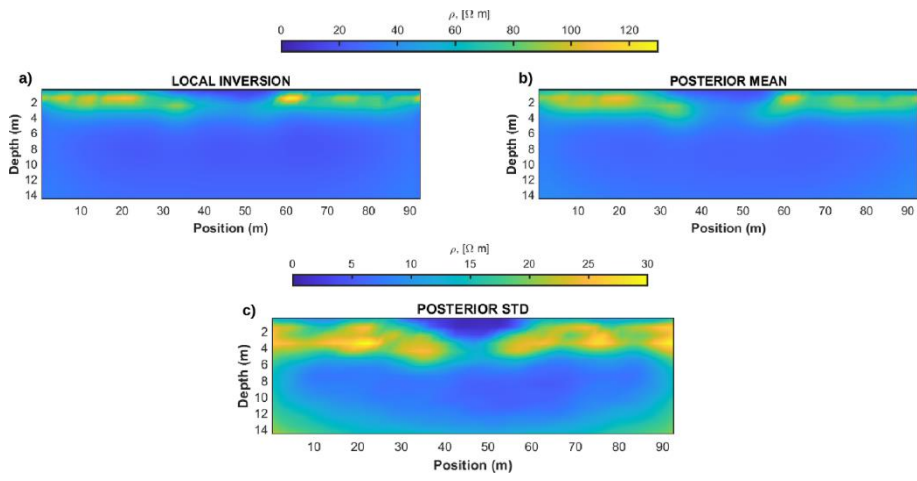 ρ, [Ω m]
0 20 40 60 80 100 120
a) LOCAL INVERSION
Depth (m)
2
4
6
8
10
12
14
10 20 30 40 50 60 70 80 90
Position (m)
b) POSTERIOR MEAN
Depth (m)
2
4
6
8
10
12
14
10 20 30 40 50 60 70 80 90
Position (m)
ρ, [Ω m]
0 5 10 15 20 25 30
c) POSTERIOR STD
Depth (m)
2
4
6
8
10
12
14
10 20 30 40 50 60 70 80 90
Position (m)